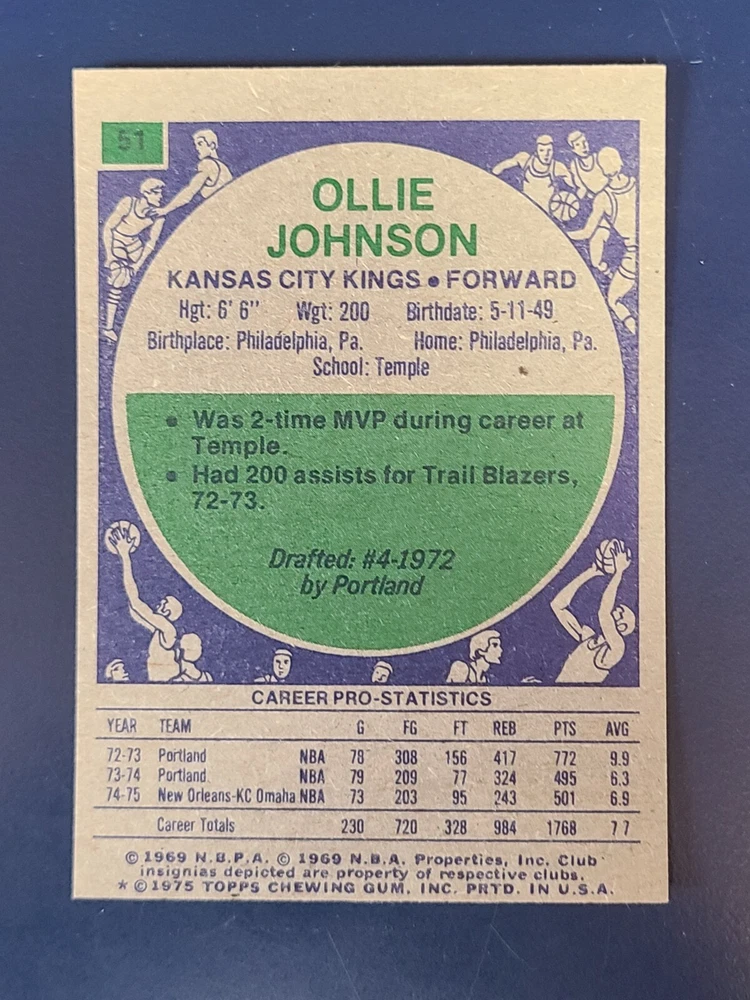 51
OLLIE
JOHNSON
KANSAS CITY KINGS • FORWARD
Hgt: 6' 6" Wgt: 200 Birthdate: 5-11-49
Birthplace: Philadelphia, Pa. Home: Philadelphia, Pa.
School: Temple
• Was 2-time MVP during career at
Temple.
• Had 200 assists for Trail Blazers,
72-73.
Drafted: #4-1972
by Portland
CAREER PRO-STATISTICS
YEAR TEAM G FG FT REB PTS AVG
72-73 Portland NBA 78 308 156 417 772 9.9
73-74 Portland NBA 79 209 77 324 495 6.3
74-75 New Orleans-KC Omaha NBA 73 203 95 243 501 6.9
Career Totals 230 720 328 984 1768 7 7
© 1969 N.B.P.A. © 1969 N.B.A. Properties, Inc. Club
insignias depicted are property of respective clubs.
* © 1975 TOPPS CHEWING GUM, INC. PRTD. IN U.S.A.